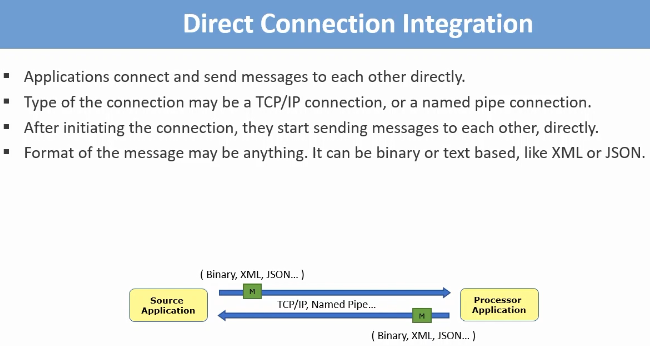 Direct Connection Integration
▪ Applications connect and send messages to each other directly.
▪ Type of the connection may be a TCP/IP connection, or a named pipe connection.
▪ After initiating the connection, they start sending messages to each other, directly.
▪ Format of the message may be anything. It can be binary or text based, like XML or JSON.
( Binary, XML, JSON... )
M
Source
Application
TCP/IP, Named Pipe...
Processor
Application
M
( Binary, XML, JSON... )